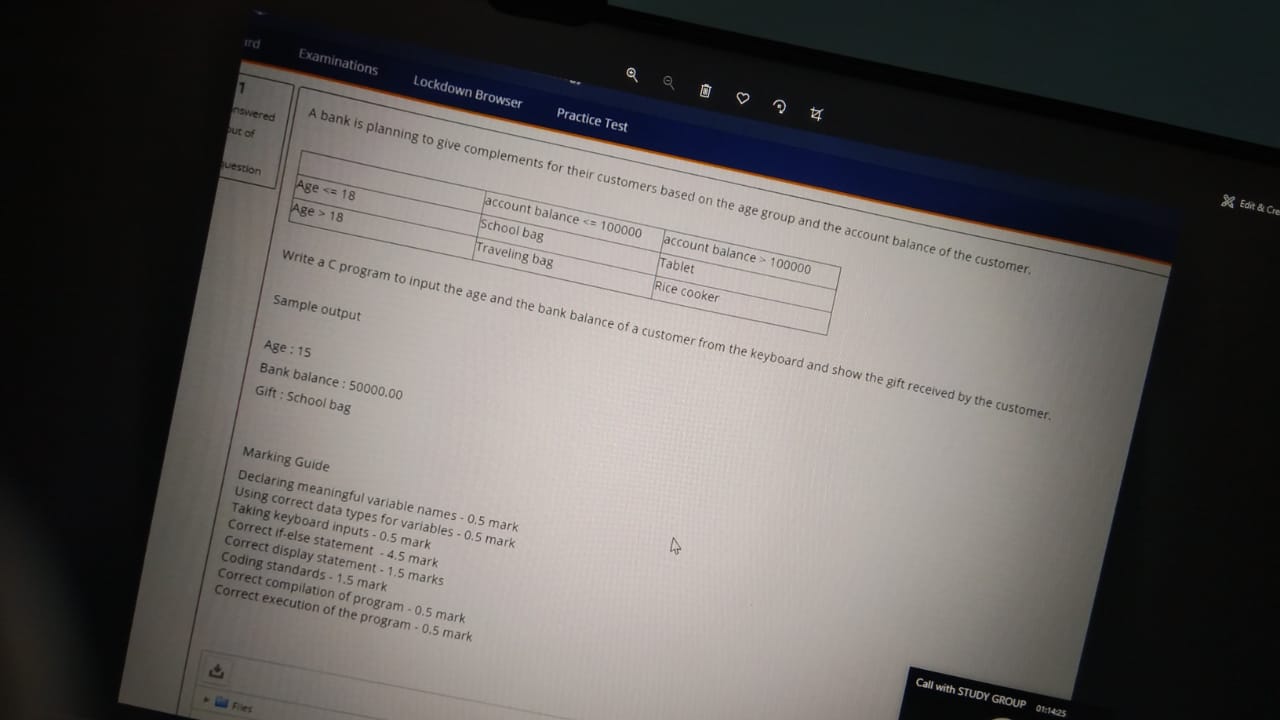 Examinations
Lockdown Browser
Practice Test
Edit &
1
out of
A bank is planning to give complements for their customers based on the age group and the account balance of the customer.
account balance <= 100000 account balance > 100000
Age <= 18 School bag Tablet
Age > 18 Traveling bag Rice cooker
Write a C program to input the age and the bank balance of a customer from the keyboard and show the gift received by the customer.
Sample output
Age : 15
Bank balance : 50000.00
Gift : School bag
Marking Guide
Declaring meaningful variable names - 0.5 mark
Using correct data types for variables - 0.5 mark
Taking keyboard inputs - 0.5 mark
Correct if-else statement - 4.5 mark
Correct display statement - 1.5 marks
Coding standards - 1.5 mark
Correct compilation of program - 0.5 mark
Correct execution of the program - 0.5 mark
Files
Call with STUDY GROUP 01:14:25